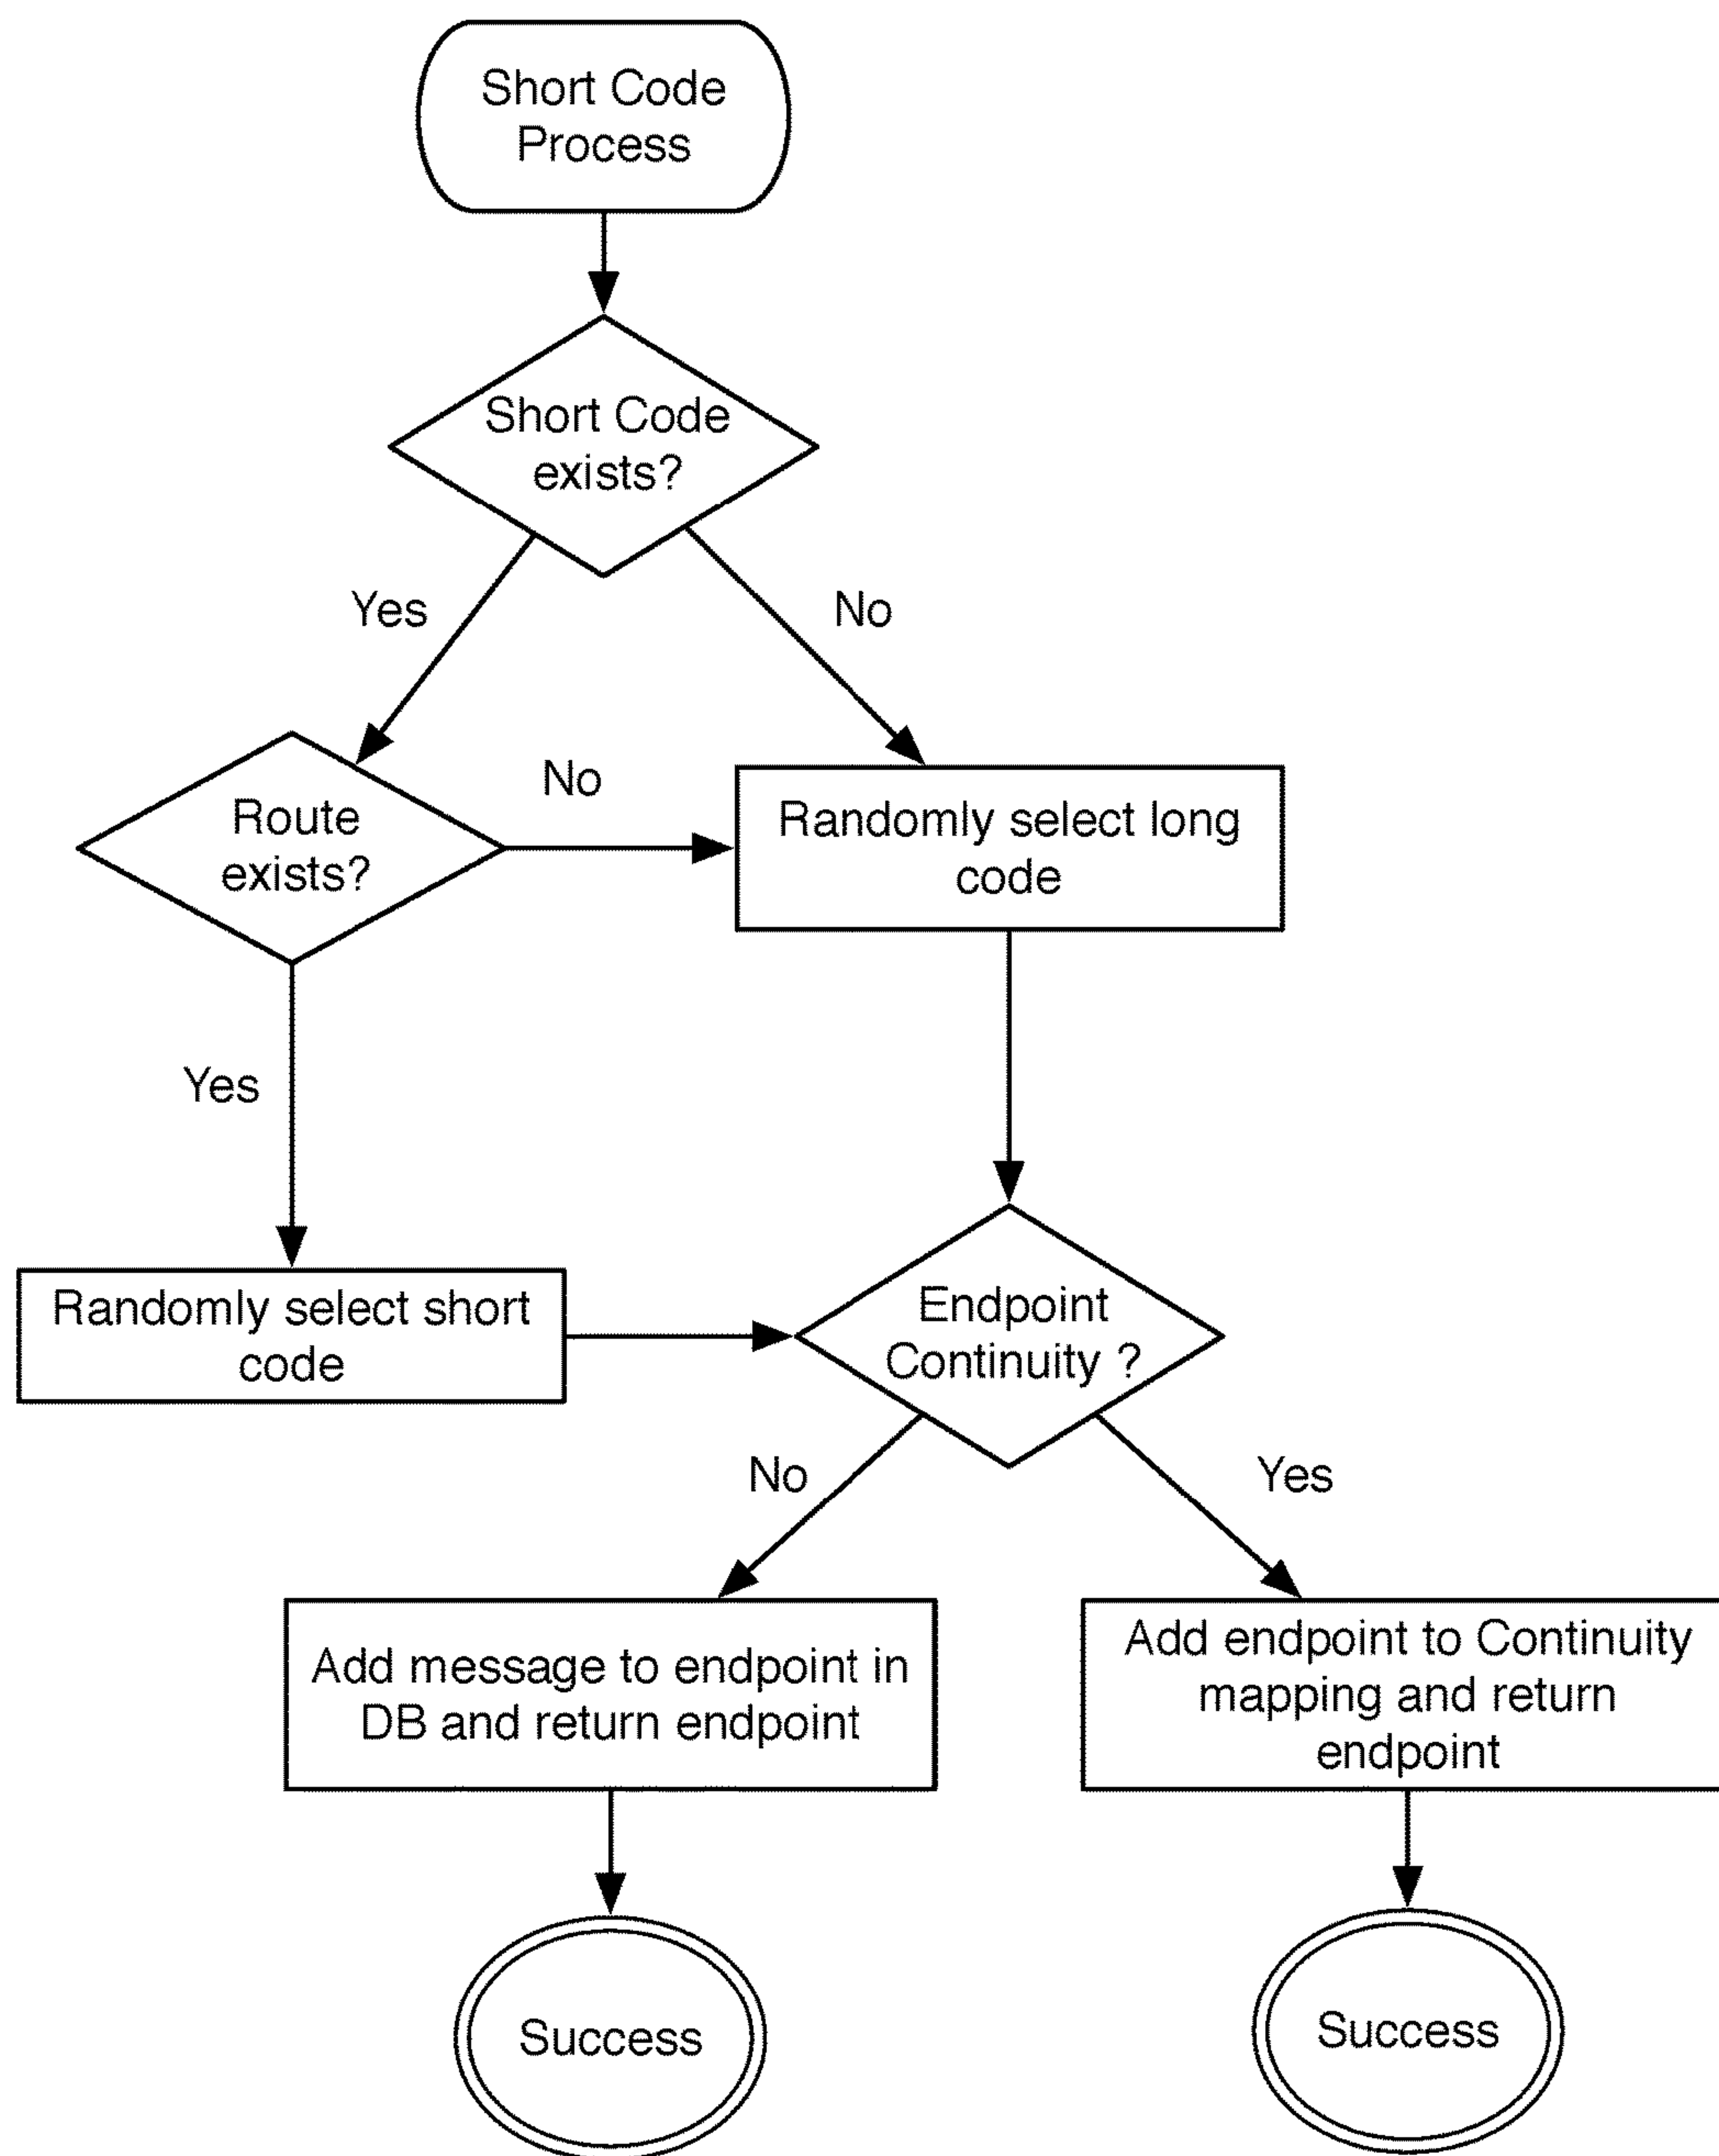 Short Code
Process
Short Code
exists?
Yes
No
Route
exists?
No
Randomly select long
code
Yes
Randomly select short
code
Endpoint
Continuity ?
No
Yes
Add message to endpoint in
DB and return endpoint
Add endpoint to Continuity
mapping and return
endpoint
Success
Success